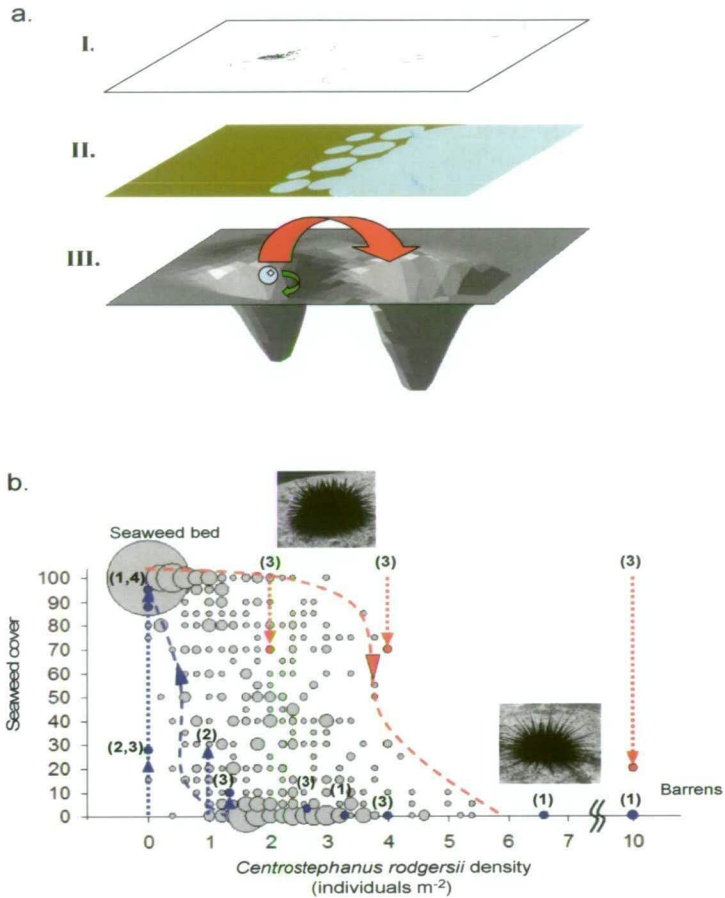 a.
I.
II.
III.
b.
Seaweed bed
(3) (3) (3)
100 (1,4)
90
80
70
60
50
40
30 (2,3) (2)
20 (3) (3) (1) (3) (1) (1) Barrens
10
0
Seaweed cover
0 1 2 3 4 5 6 7 10
Centrostephanus rodgersii density
(individuals m-2)